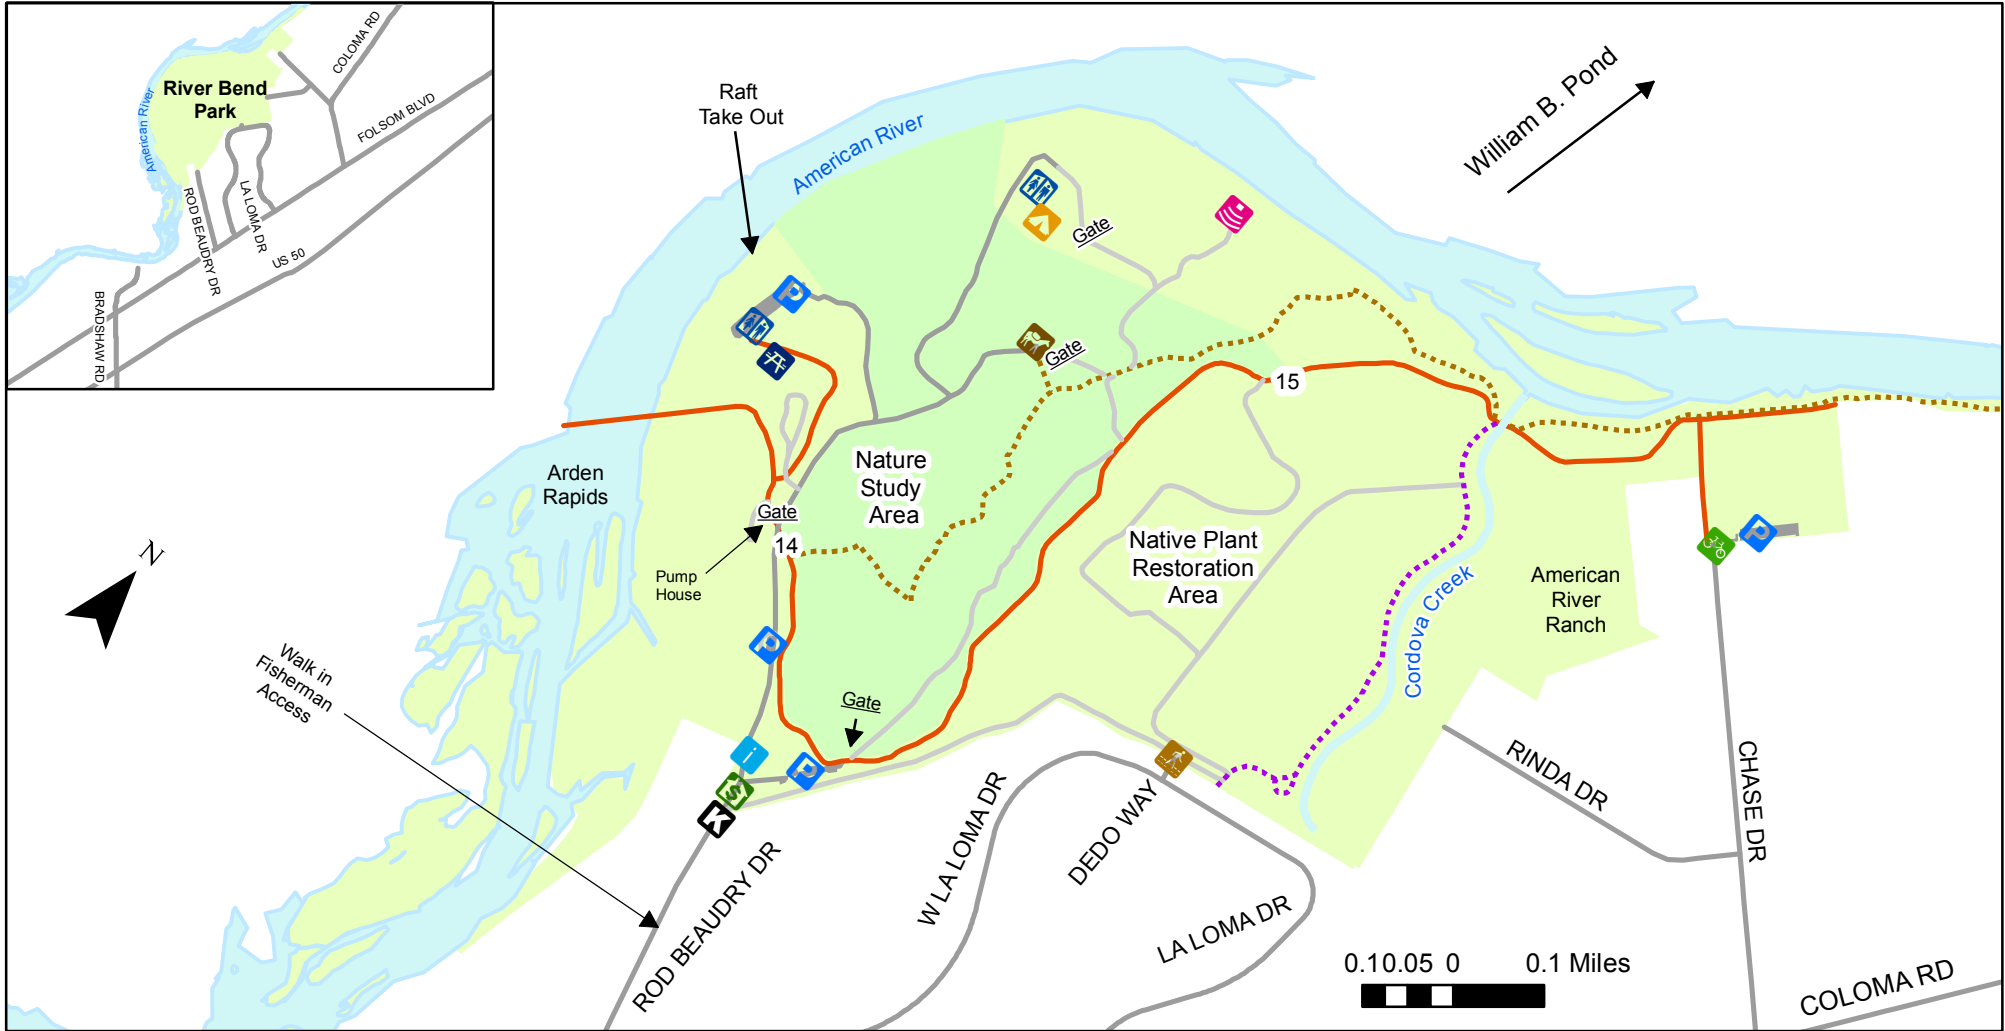 River Bend
Park
American River
COLOMA RD
FOLSOM BLVD
LA LOMA DR
ROD BEAUDRY DR
US 50
BRADSHAW RD
Raft
Take Out
American River
William B. Pond
Gate
Gate
P
15
Arden
Rapids
Nature
Study
Area
Gate
14
Pump
House
Native Plant
Restoration
Area
American
River
Ranch
Cordova Creek
P
N
P
Walk in
Fisherman
Access
Gate
i
P
$
ROD BEAUDRY DR
W LA LOMA DR
DEDO WAY
LA LOMA DR
RINDA DR
CHASE DR
COLOMA RD
0.10.05 0 0.1 Miles